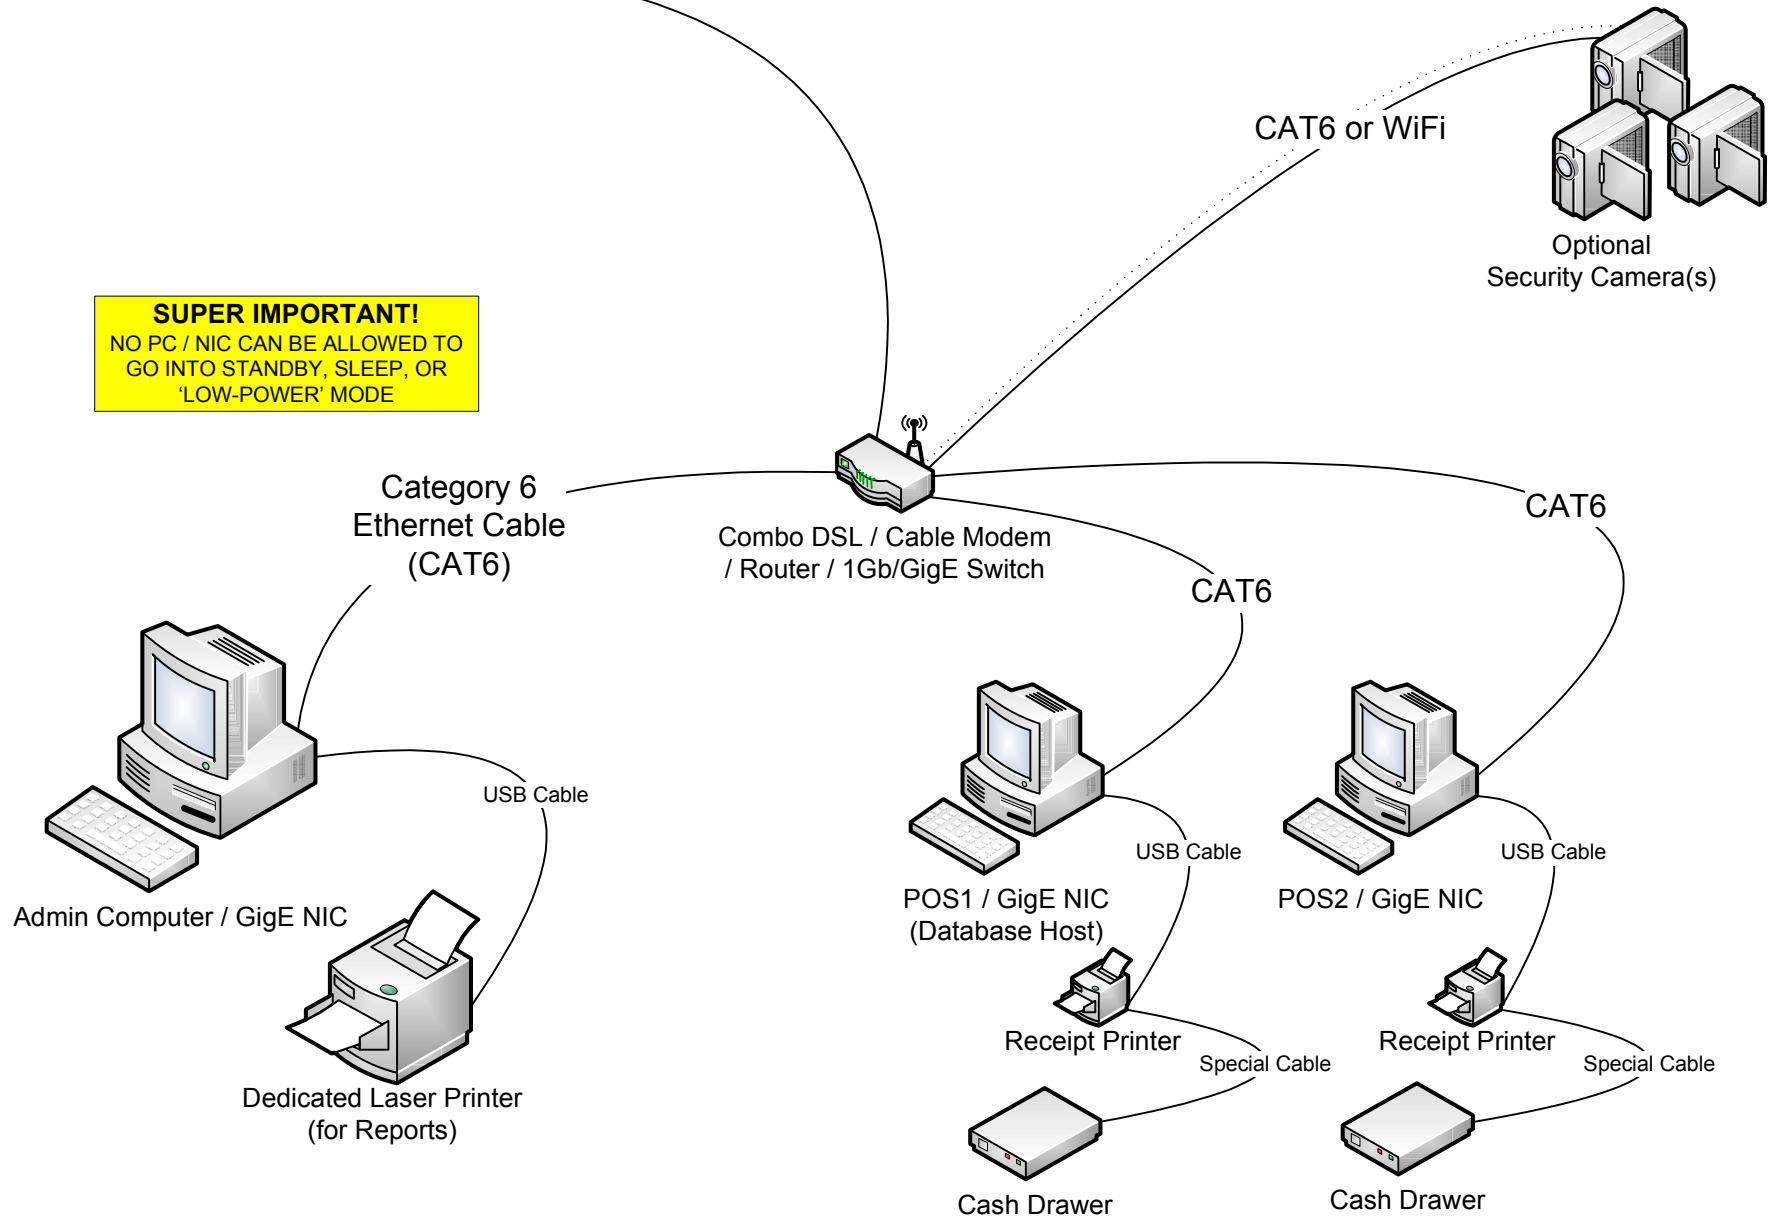 CAT6 or WiFi
Optional
Security Camera(s)
SUPER IMPORTANT!
NO PC / NIC CAN BE ALLOWED TO
GO INTO STANDBY, SLEEP, OR
‘LOW-POWER’ MODE
Category 6
Ethernet Cable
(CAT6)
Combo DSL / Cable Modem
/ Router / 1Gb/GigE Switch
CAT6
CAT6
USB Cable
Admin Computer / GigE NIC
Dedicated Laser Printer
(for Reports)
USB Cable
POS1 / GigE NIC
(Database Host)
Receipt Printer
Special Cable
Cash Drawer
USB Cable
POS2 / GigE NIC
Receipt Printer
Special Cable
Cash Drawer